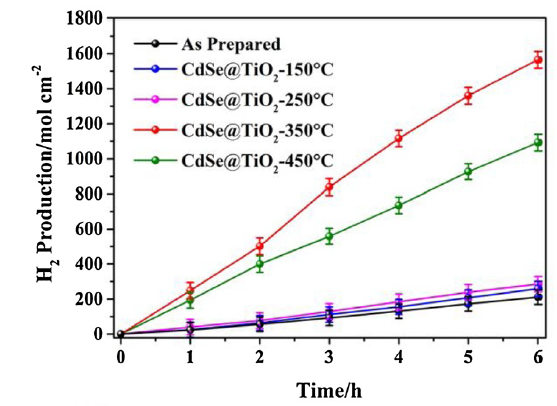 1800
1600
1400
1200
1000
800
600
400
200
0
H₂ Production/mol cm⁻²
As Prepared
CdSe@TiO₂-150°C
CdSe@TiO₂-250°C
CdSe@TiO₂-350°C
CdSe@TiO₂-450°C
0 1 2 3 4 5 6
Time/h